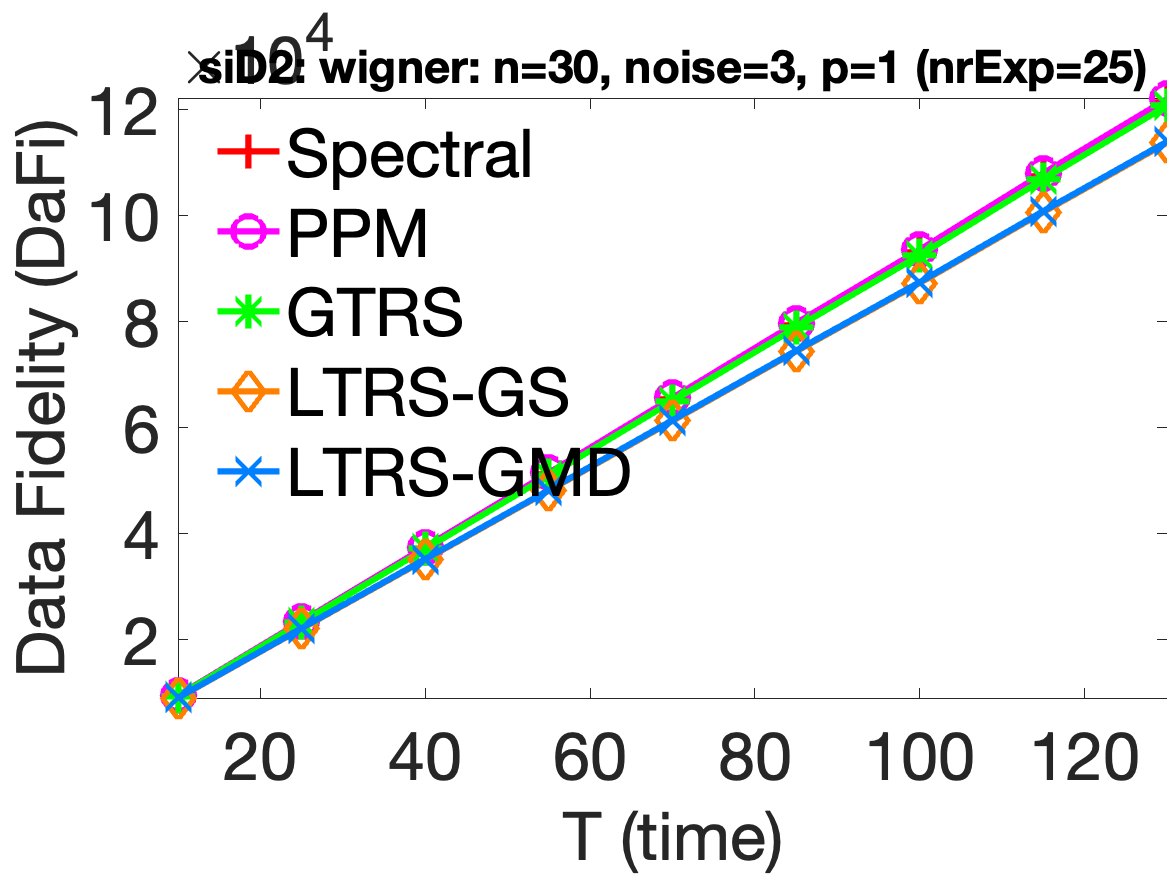 ×10^4
siD2: wigner: n=30, noise=3, p=1 (nrExp=25)
Data Fidelity (DaFi)
12
10
8
6
4
2
Spectral
PPM
GTRS
LTRS-GS
LTRS-GMD
20 40 60 80 100 120
T (time)